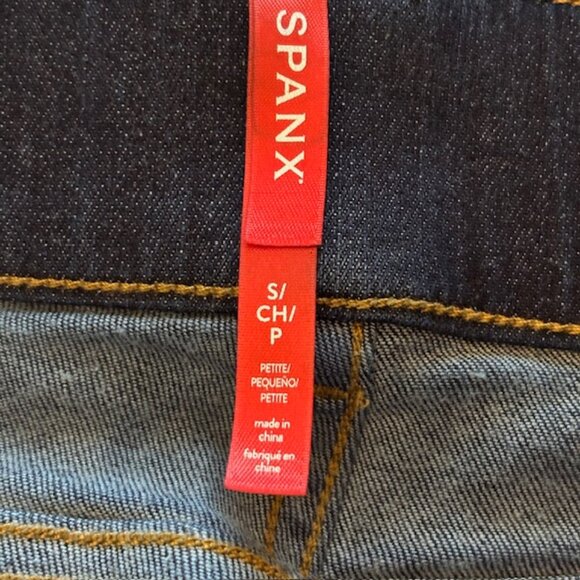 SPANX
S/
CH/
P
PETITE/
PEQUEÑO/
PETITE
made in
china
fabriqué en
chine